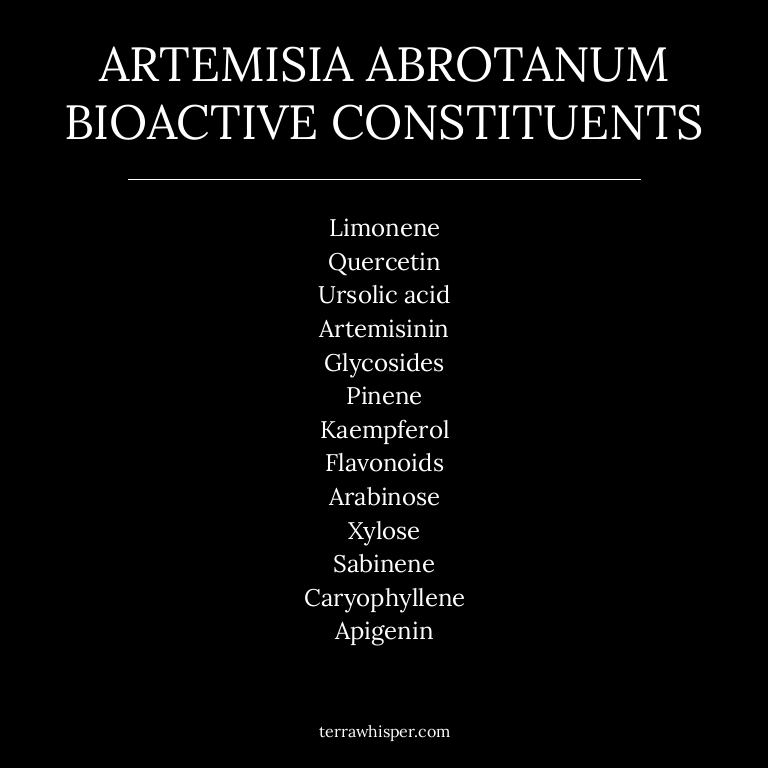 ARTEMISIA ABROTANUM
BIOACTIVE CONSTITUENTS
Limonene
Quercetin
Ursolic acid
Artemisinin
Glycosides
Pinene
Kaempferol
Flavonoids
Arabinose
Xylose
Sabinene
Caryophyllene
Apigenin
terrawhisper.com